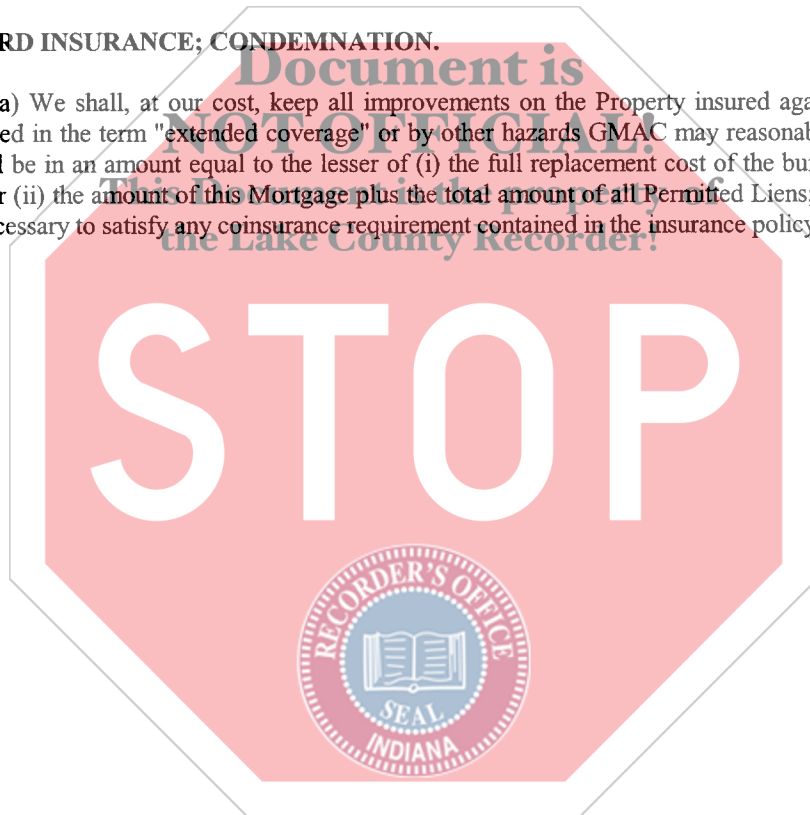 RD INSURANCE; CONDEMNATION.
Document is
a) We shall, at our cost, keep all improvements on the Property insured aga
ed in the term "extended coverage" or by other hazards GMAC may reasonab
NOT OFFICIAL!
l be in an amount equal to the lesser of (i) the full replacement cost of the bu
r (ii) the amount of this Mortgage plus the total amount of all Permitted Liens;
This Document is the property of
cessary to satisfy any coinsurance requirement contained in the insurance policy
the Lake County Recorder!
STOP
RECORDER'S OFFICE
SEAL
INDIANA